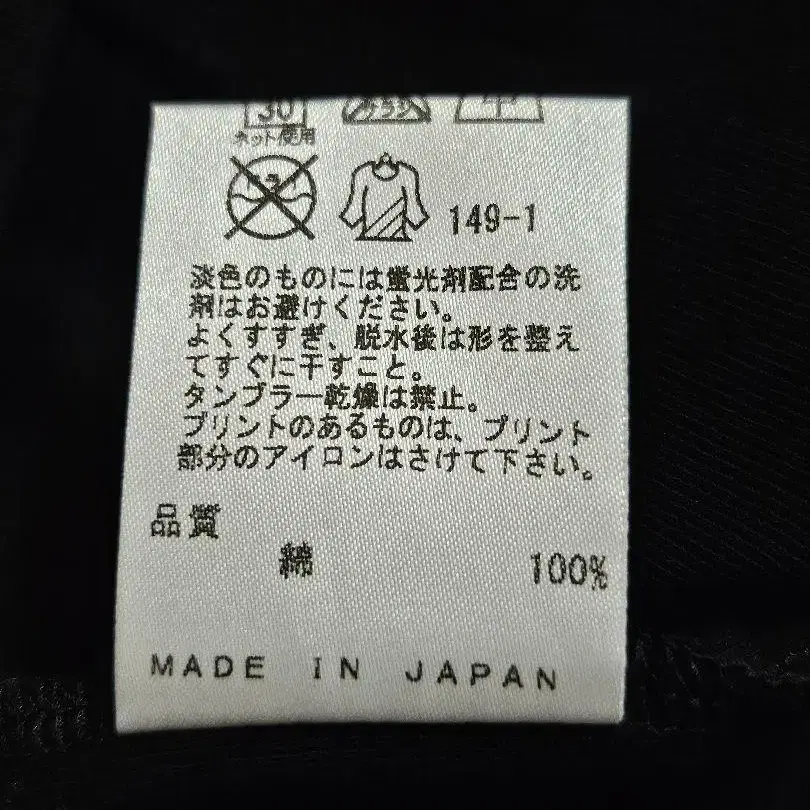 30
サラシ
中
ネット使用
149-1
淡色のものには蛍光剤配合の洗
剤はお避けください。
よくすすぎ、脱水後は形を整え
てすぐに干すこと。
タンブラー乾燥は禁止。
プリントのあるものは、プリント
部分のアイロンはさけて下さい。
品質
綿 100%
MADE IN JAPAN